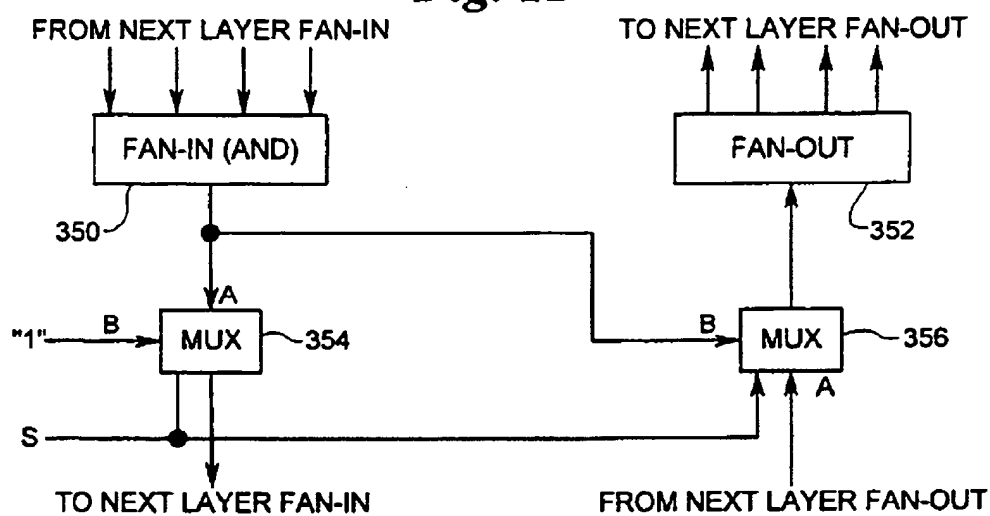 FROM NEXT LAYER FAN-IN
TO NEXT LAYER FAN-OUT
FAN-IN (AND)
FAN-OUT
350
352
A
"1"
B
MUX
354
B
MUX
356
A
S
TO NEXT LAYER FAN-IN
FROM NEXT LAYER FAN-OUT